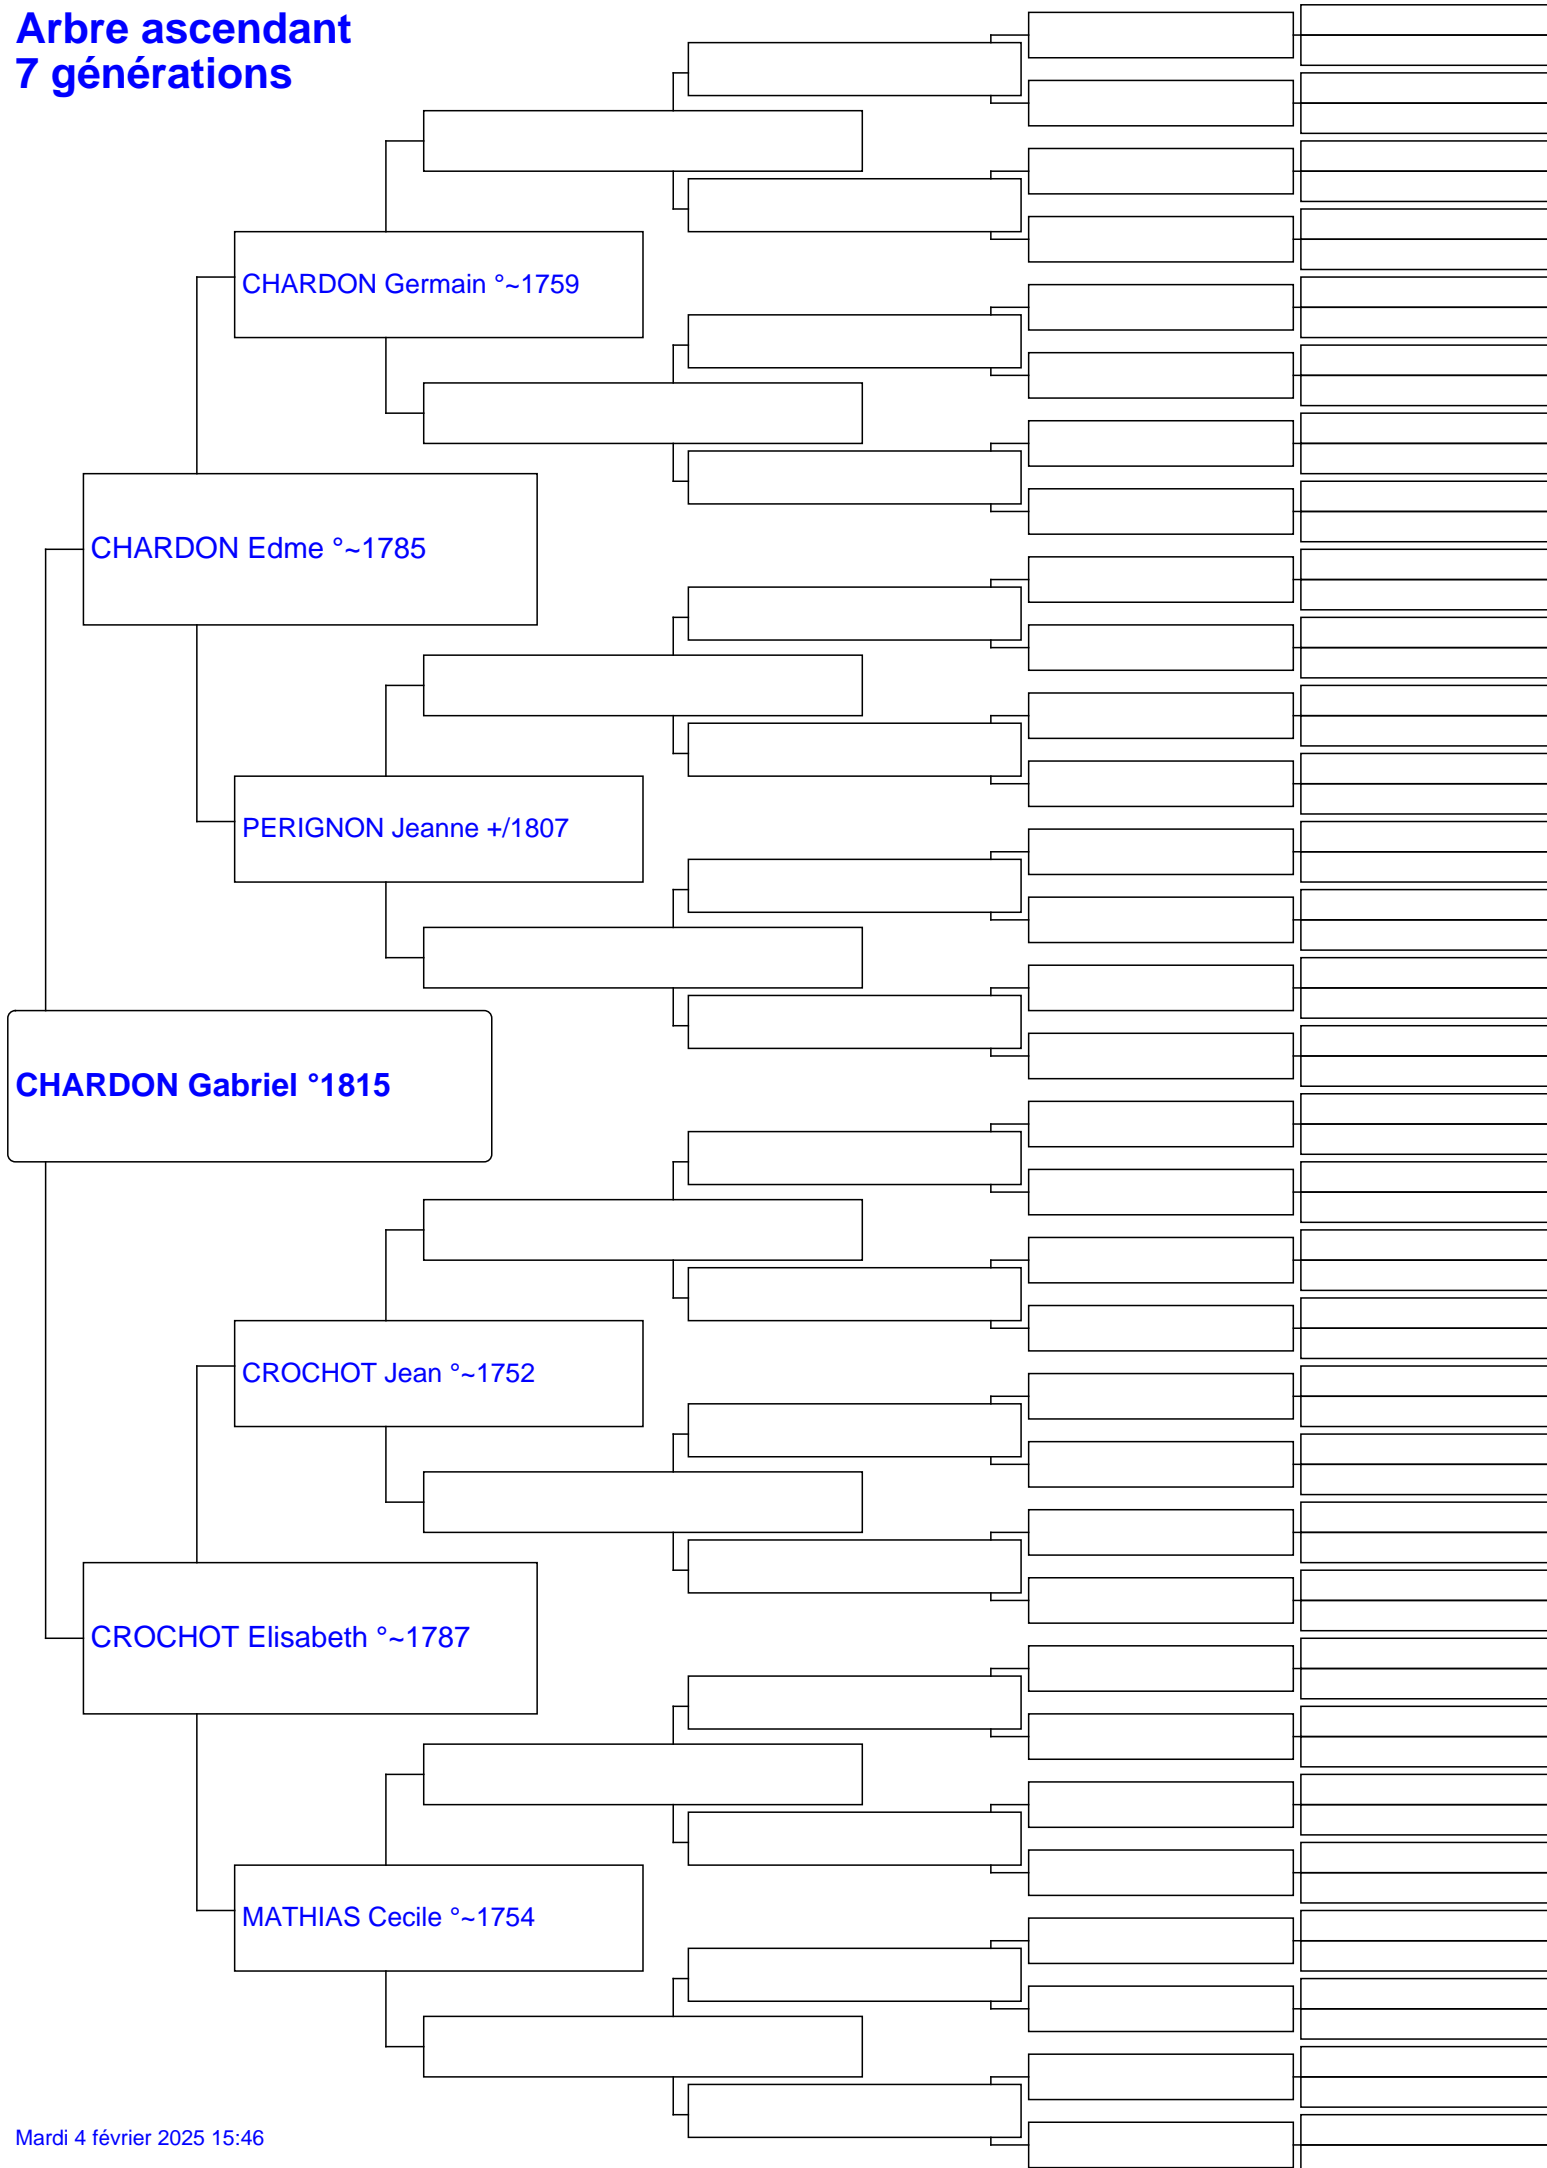 Arbre ascendant
7 générations
CHARDON Germain °~1759
CHARDON Edme °~1785
PERIGNON Jeanne +/1807
CHARDON Gabriel °1815
CROCHOT Jean °~1752
CROCHOT Elisabeth °~1787
MATHIAS Cecile °~1754
Mardi 4 février 2025 15:46